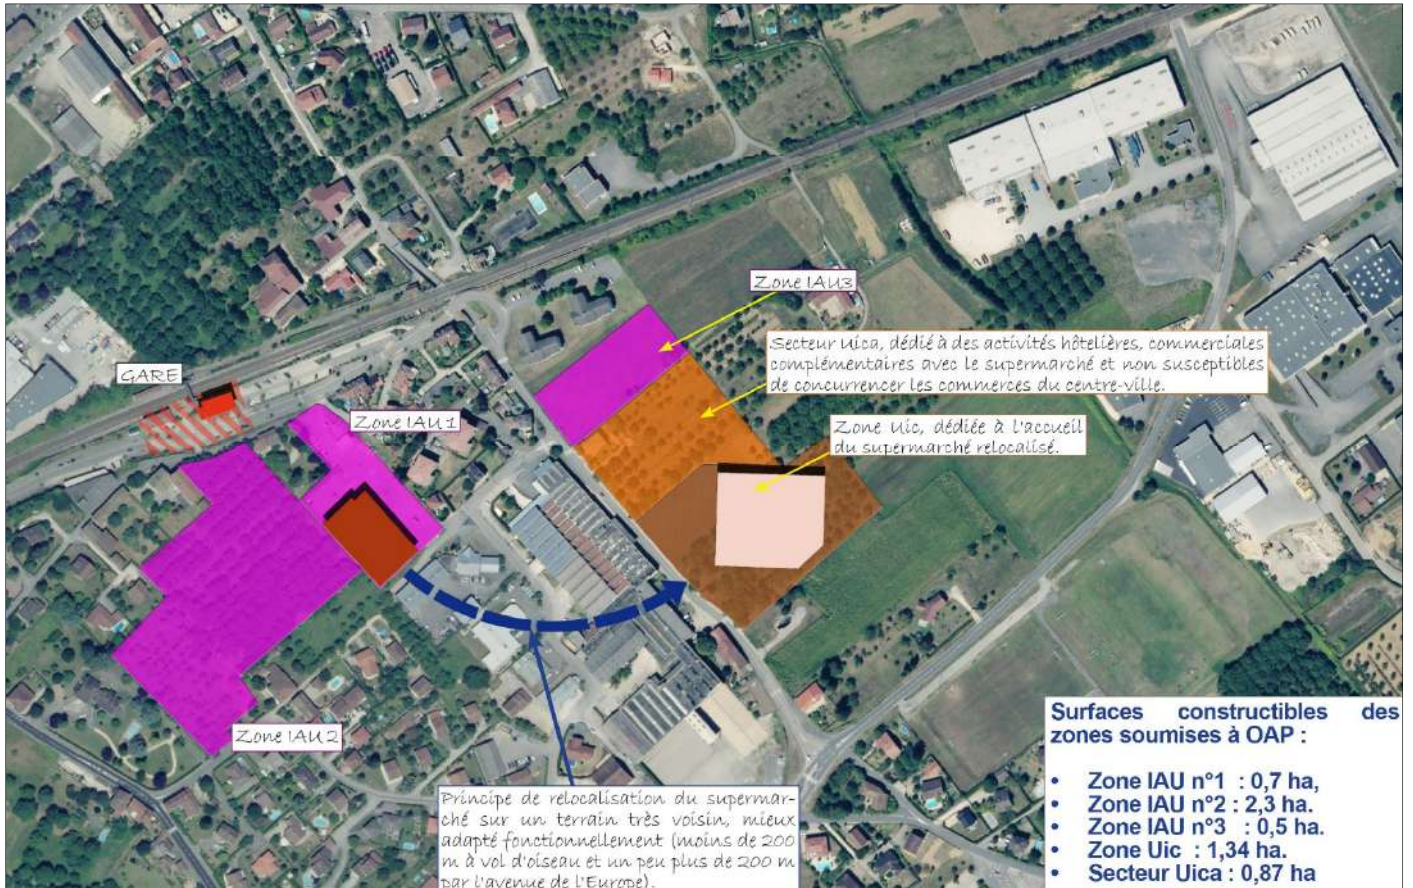 Zone IAU3
Secteur Uica, dédié à des activités hôtelières, commerciales
complémentaires avec le supermarché et non susceptibles
de concurrencer les commerces du centre-ville.
GARE
Zone IAU 1
Zone Uic, dédiée à l'accueil
du supermarché relocalisé.
Zone IAU 2
Principe de relocalisation du supermar-
ché sur un terrain très voisin, mieux
adapté fonctionnellement (moins de 200
m à vol d'oiseau et un peu plus de 200 m
par l'avenue de l'Europe).
Surfaces constructibles des
zones soumises à OAP :
• Zone IAU n°1 : 0,7 ha,
• Zone IAU n°2 : 2,3 ha.
• Zone IAU n°3 : 0,5 ha.
• Zone Uic : 1,34 ha.
• Secteur Uica : 0,87 ha